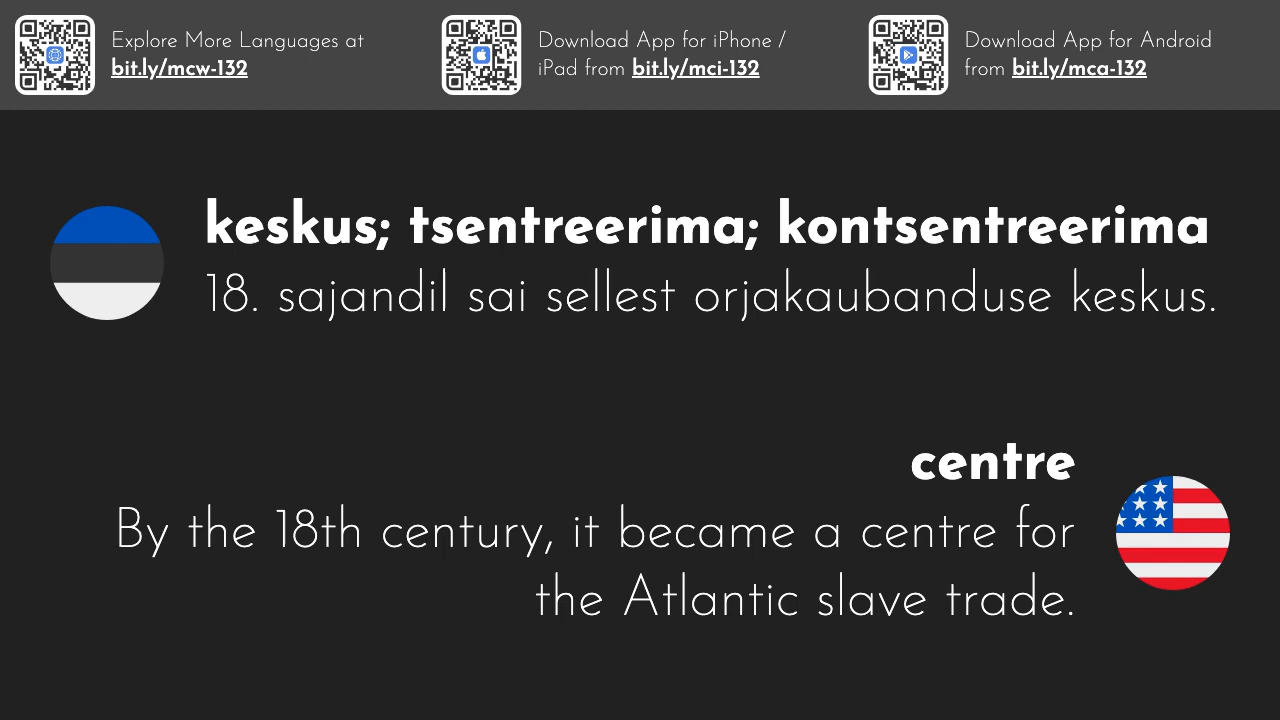 Explore More Languages at
bit.ly/mcw-132
Download App for iPhone /
iPad from bit.ly/mci-132
Download App for Android
from bit.ly/mca-132
keskus; tsentreerima; kontsentreerima
18. sajandil sai sellest orjakaubanduse keskus.
centre
By the 18th century, it became a centre for
the Atlantic slave trade.